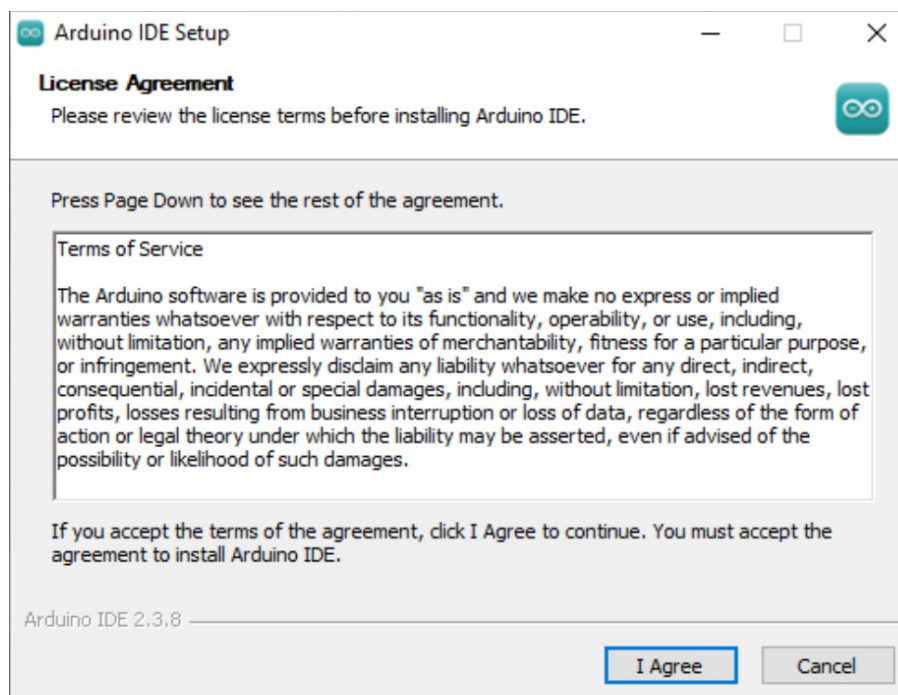 Arduino IDE Setup
License Agreement
Please review the license terms before installing Arduino IDE.
Press Page Down to see the rest of the agreement.
Terms of Service
The Arduino software is provided to you "as is" and we make no express or implied
warranties whatsoever with respect to its functionality, operability, or use, including,
without limitation, any implied warranties of merchantability, fitness for a particular purpose,
or infringement. We expressly disclaim any liability whatsoever for any direct, indirect,
consequential, incidental or special damages, including, without limitation, lost revenues, lost
profits, losses resulting from business interruption or loss of data, regardless of the form of
action or legal theory under which the liability may be asserted, even if advised of the
possibility or likelihood of such damages.
If you accept the terms of the agreement, click I Agree to continue. You must accept the
agreement to install Arduino IDE.
Arduino IDE 2.3.8
I Agree
Cancel